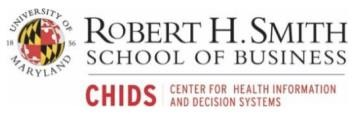 UNIVERSITY OF
18 56
MARYLAND
ROBERT H. SMITH
SCHOOL OF BUSINESS
CHIDS
CENTER FOR HEALTH INFORMATION
AND DECISION SYSTEMS